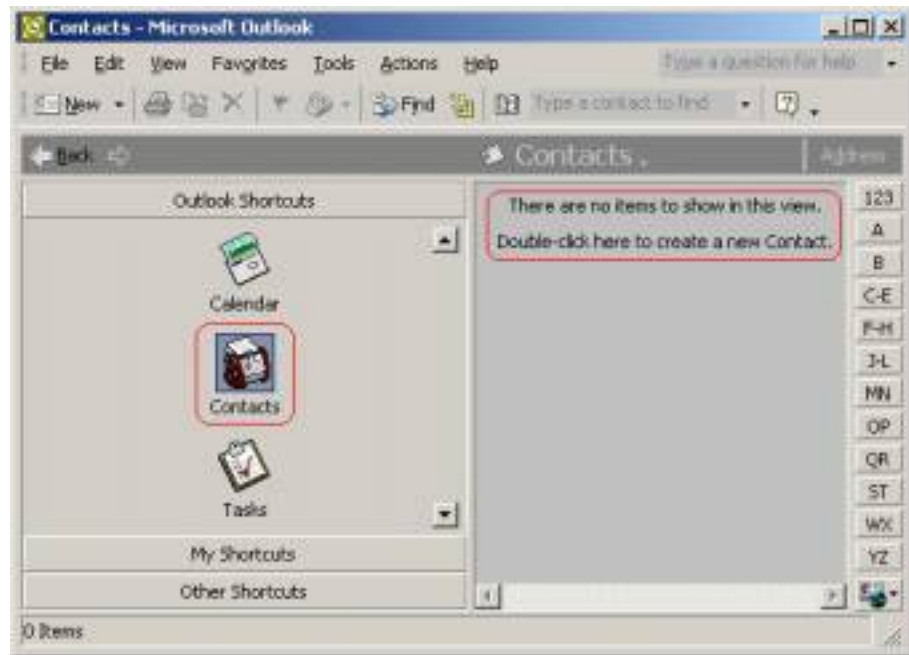 Contacts - Microsoft Outlook
File Edit View Favorites Tools Actions Help Type a question for help
New Find Type a contact to find
Back Contacts . Address
Outlook Shortcuts
Calendar
Contacts
Tasks
My Shortcuts
Other Shortcuts
There are no items to show in this view.
Double-click here to create a new Contact.
123
A
B
C-E
F-H
I-L
MN
OP
QR
ST
WX
YZ
0 Items